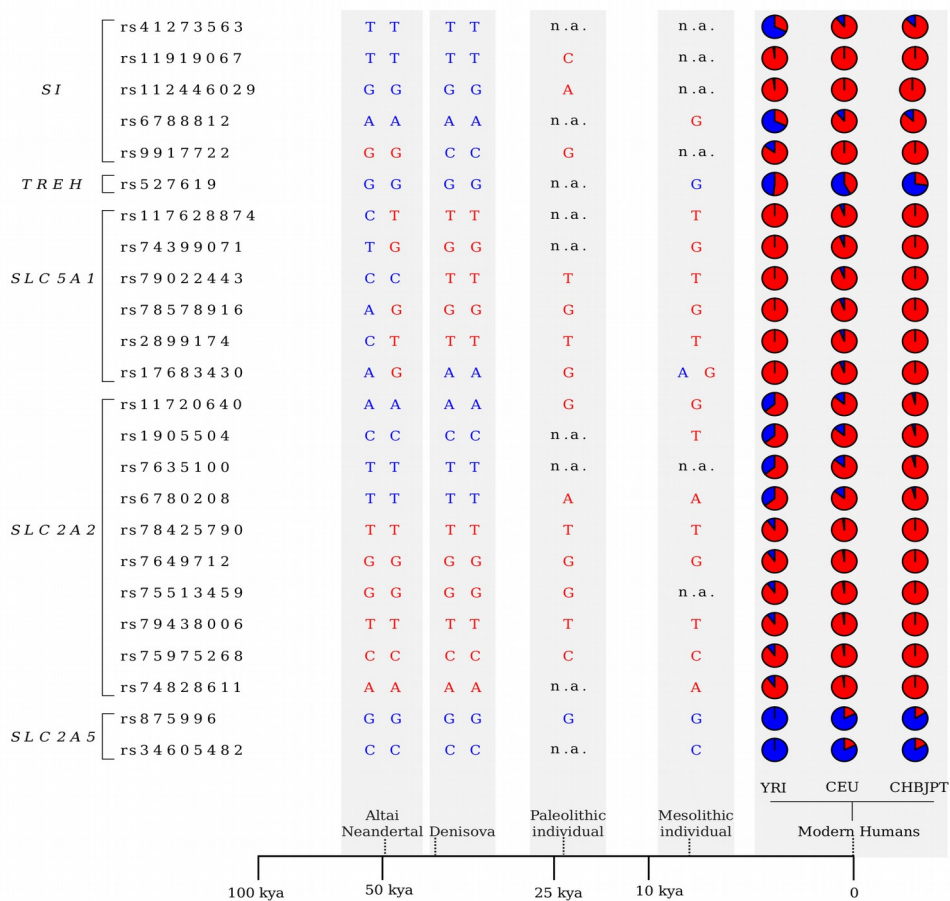 rs41273563 T T T T n.a. n.a.
rs11919067 T T T T C n.a.
SI rs112446029 G G G G A n.a.
rs6788812 A A A A n.a. G
rs9917722 G G C C G n.a.
TREH rs527619 G G G G n.a. G
rs117628874 C T T T n.a. T
rs74399071 T G G G n.a. G
SLC5A1 rs79022443 C C T T T T
rs78578916 A G G G G G
rs2899174 C T T T T T
rs17683430 A G A A G A G
rs11720640 A A A A G G
rs1905504 C C C C n.a. T
rs7635100 T T T T n.a. n.a.
rs6780208 T T T T A A
SLC2A2 rs78425790 T T T T T T
rs7649712 G G G G G G
rs75513459 G G G G G n.a.
rs79438006 T T T T T T
rs75975268 C C C C C C
rs74828611 A A A A n.a. A
rs875996 G G G G G G
SLC2A5
rs34605482 C C C C n.a. C
YRI CEU CHBJPT
Altai Paleolithic Mesolithic
Neandertal Denisova individual individual Modern Humans
100 kya 50 kya 25 kya 10 kya 0